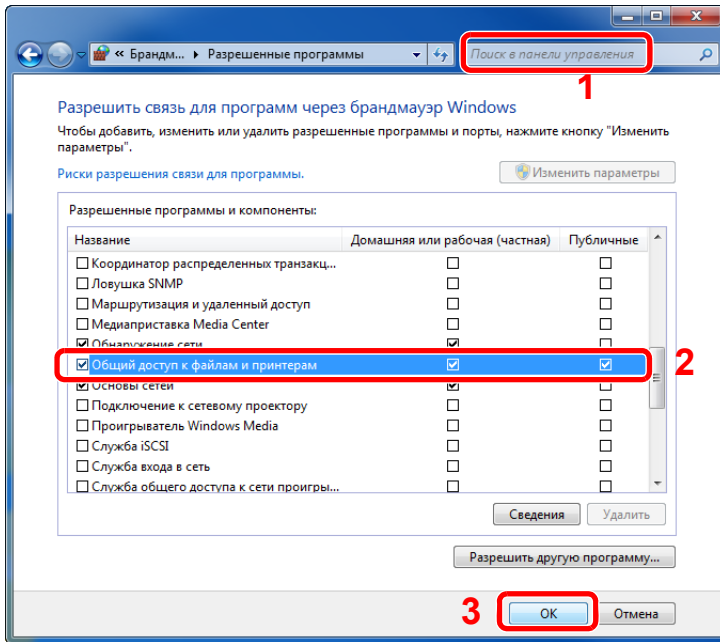 « Брандм... Разрешенные программы
Поиск в панели управления
1
Разрешить связь для программ через брандмауэр Windows
Чтобы добавить, изменить или удалить разрешенные программы и порты, нажмите кнопку "Изменить
параметры".
Риски разрешения связи для программы.
Изменить параметры
Разрешенные программы и компоненты:
Название Домашняя или рабочая (частная) Публичные
Координатор распределенных транзакц...
Ловушка SNMP
Маршрутизация и удаленный доступ
Медиаприставка Media Center
Обнаружение сети
Общий доступ к файлам и принтерам
2
Основы сетей
Подключение к сетевому проектору
Проигрыватель Windows Media
Служба iSCSI
Служба входа в сеть
Служба общего доступа к сети проигры...
Сведения Удалить
Разрешить другую программу...
3
ОК Отмена